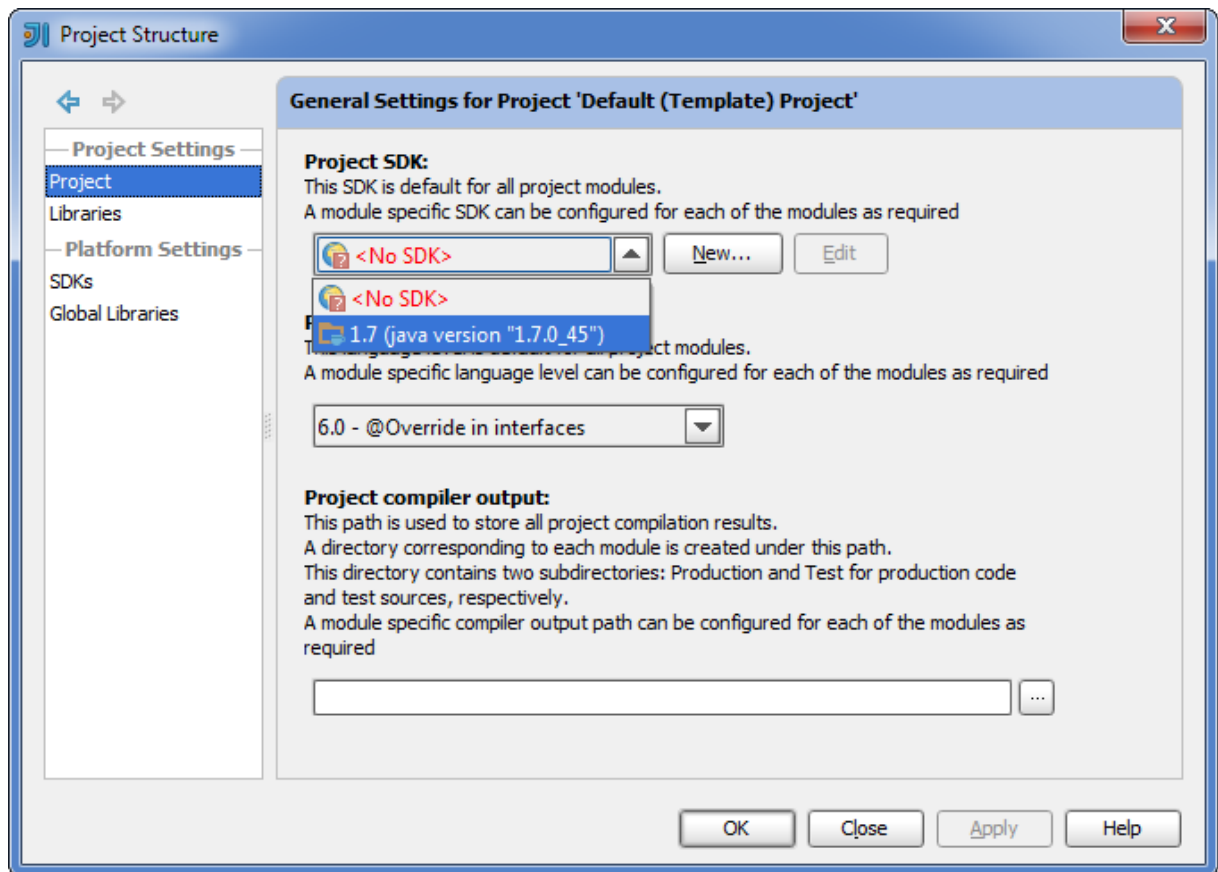 Project Structure
General Settings for Project 'Default (Template) Project'
Project Settings
Project
Libraries
Platform Settings
SDKs
Global Libraries
Project SDK:
This SDK is default for all project modules.
A module specific SDK can be configured for each of the modules as required
<No SDK>
New...
Edit
<No SDK>
1.7 (java version "1.7.0_45")
project modules.
A module specific language level can be configured for each of the modules as required
6.0 - @Override in interfaces
Project compiler output:
This path is used to store all project compilation results.
A directory corresponding to each module is created under this path.
This directory contains two subdirectories: Production and Test for production code
and test sources, respectively.
A module specific compiler output path can be configured for each of the modules as
required
...
OK
Close
Apply
Help